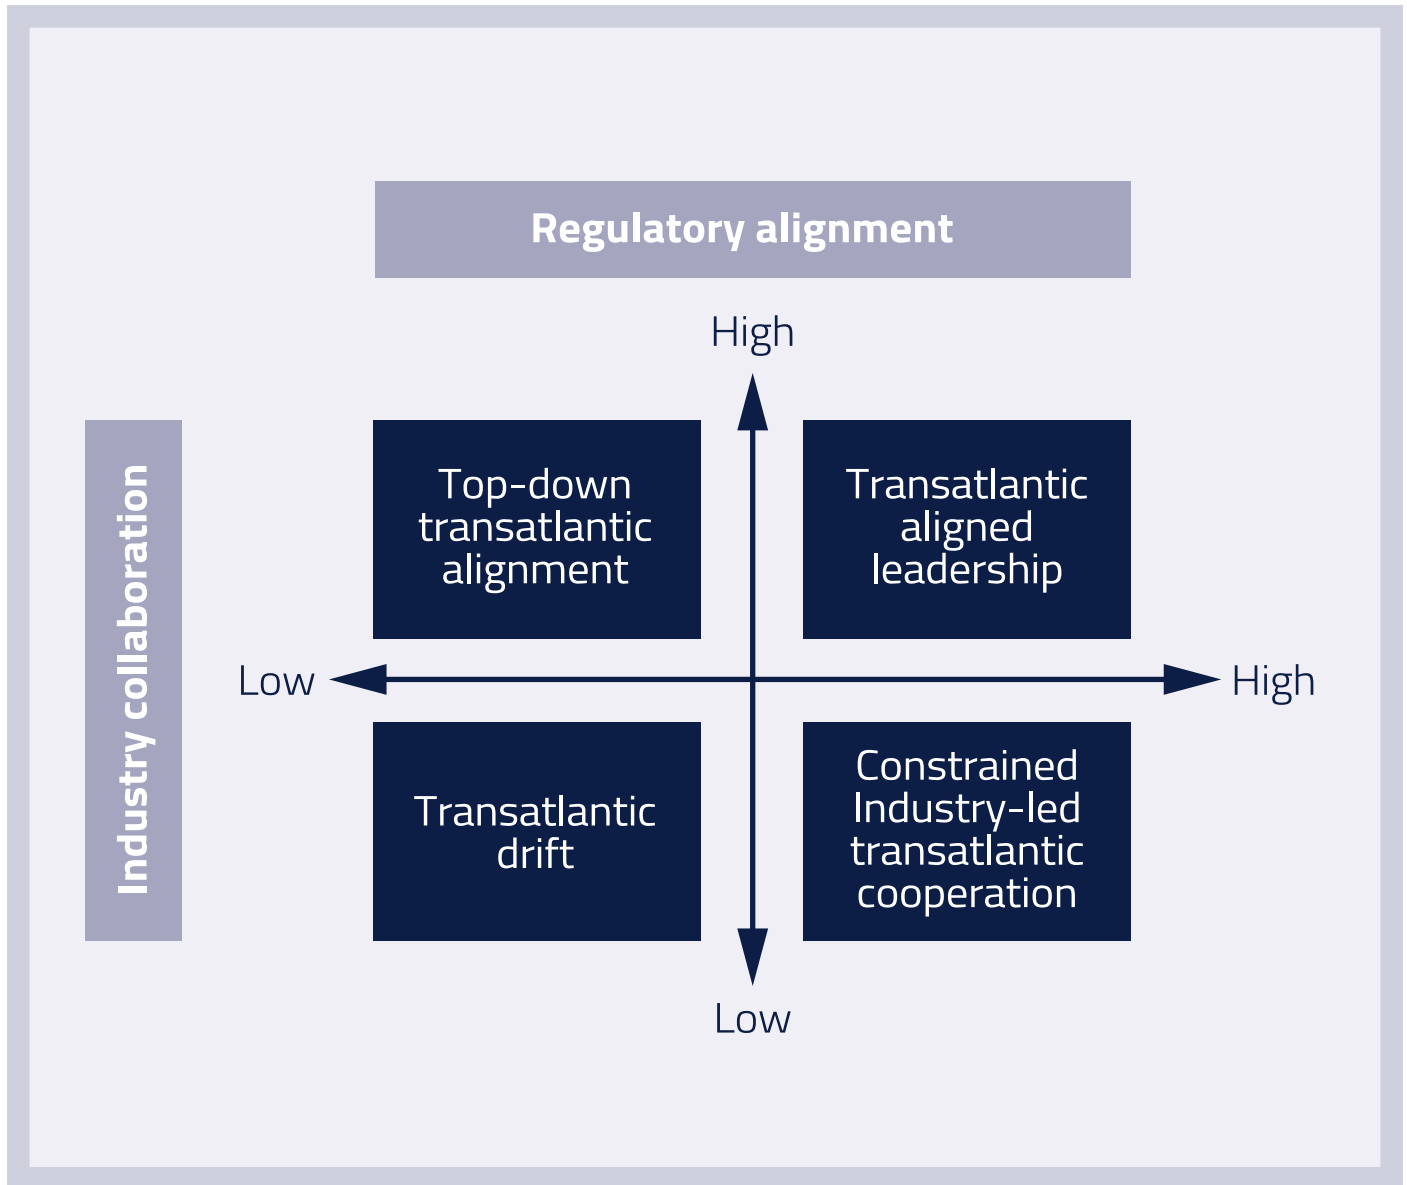 Regulatory alignment
High
Industry collaboration
Top-down
transatlantic
alignment
Transatlantic
aligned
leadership
Low
High
Transatlantic
drift
Constrained
Industry-led
transatlantic
cooperation
Low